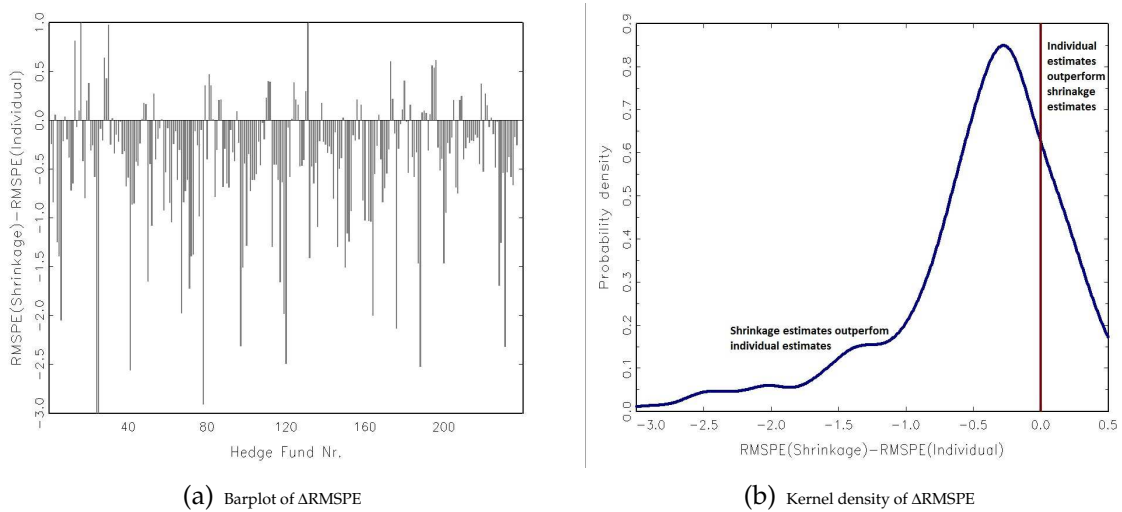 RMSPE(Shrinkage)−RMSPE(Individual)
1.0
0.5
0.0
−0.5
−1.0
−1.5
−2.0
−2.5
−3.0
40
80
120
160
200
Hedge Fund Nr.
(a) Barplot of ΔRMSPE
Probability density
0.9
0.8
0.7
0.6
0.5
0.4
0.3
0.2
0.1
0.0
Individual
estimates
outperform
shrinakge
estimates
Shrinkage estimates outperfom
individual estimates
−3.0
−2.5
−2.0
−1.5
−1.0
−0.5
0.0
0.5
RMSPE(Shrinkage)−RMSPE(Individual)
(b) Kernel density of ΔRMSPE